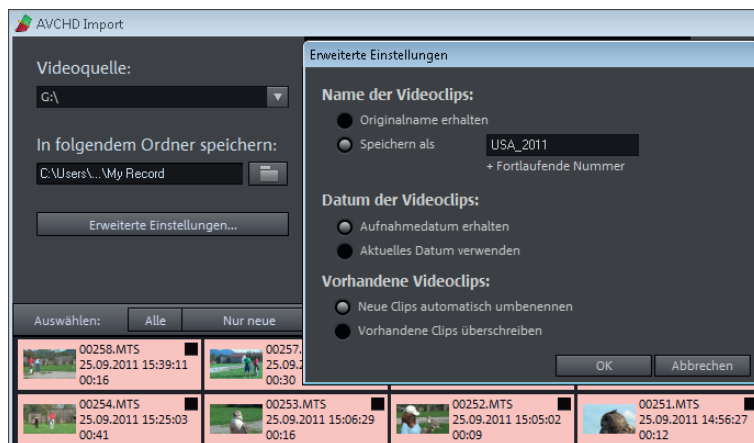 AVCHD Import
Videoquelle:
G:\
In folgendem Ordner speichern:
C:\Users\...\My Record
Erweiterte Einstellungen...
Auswählen:
Alle
Nur neue
Erweiterte Einstellungen
Name der Videoclips:
Originalname erhalten
Speichern als
USA_2011
+ Fortlaufende Nummer
Datum der Videoclips:
Aufnahmedatum erhalten
Aktuelles Datum verwenden
Vorhandene Videoclips:
Neue Clips automatisch umbenennen
Vorhandene Clips überschreiben
OK
Abbrechen
00258.MTS
25.09.2011 15:39:11
00:16
00257.
25.09.2
00:30
00254.MTS
25.09.2011 15:25:03
00:41
00253.MTS
25.09.2011 15:06:29
00:16
00252.MTS
25.09.2011 15:05:02
00:09
00251.MTS
25.09.2011 14:56:27
00:12